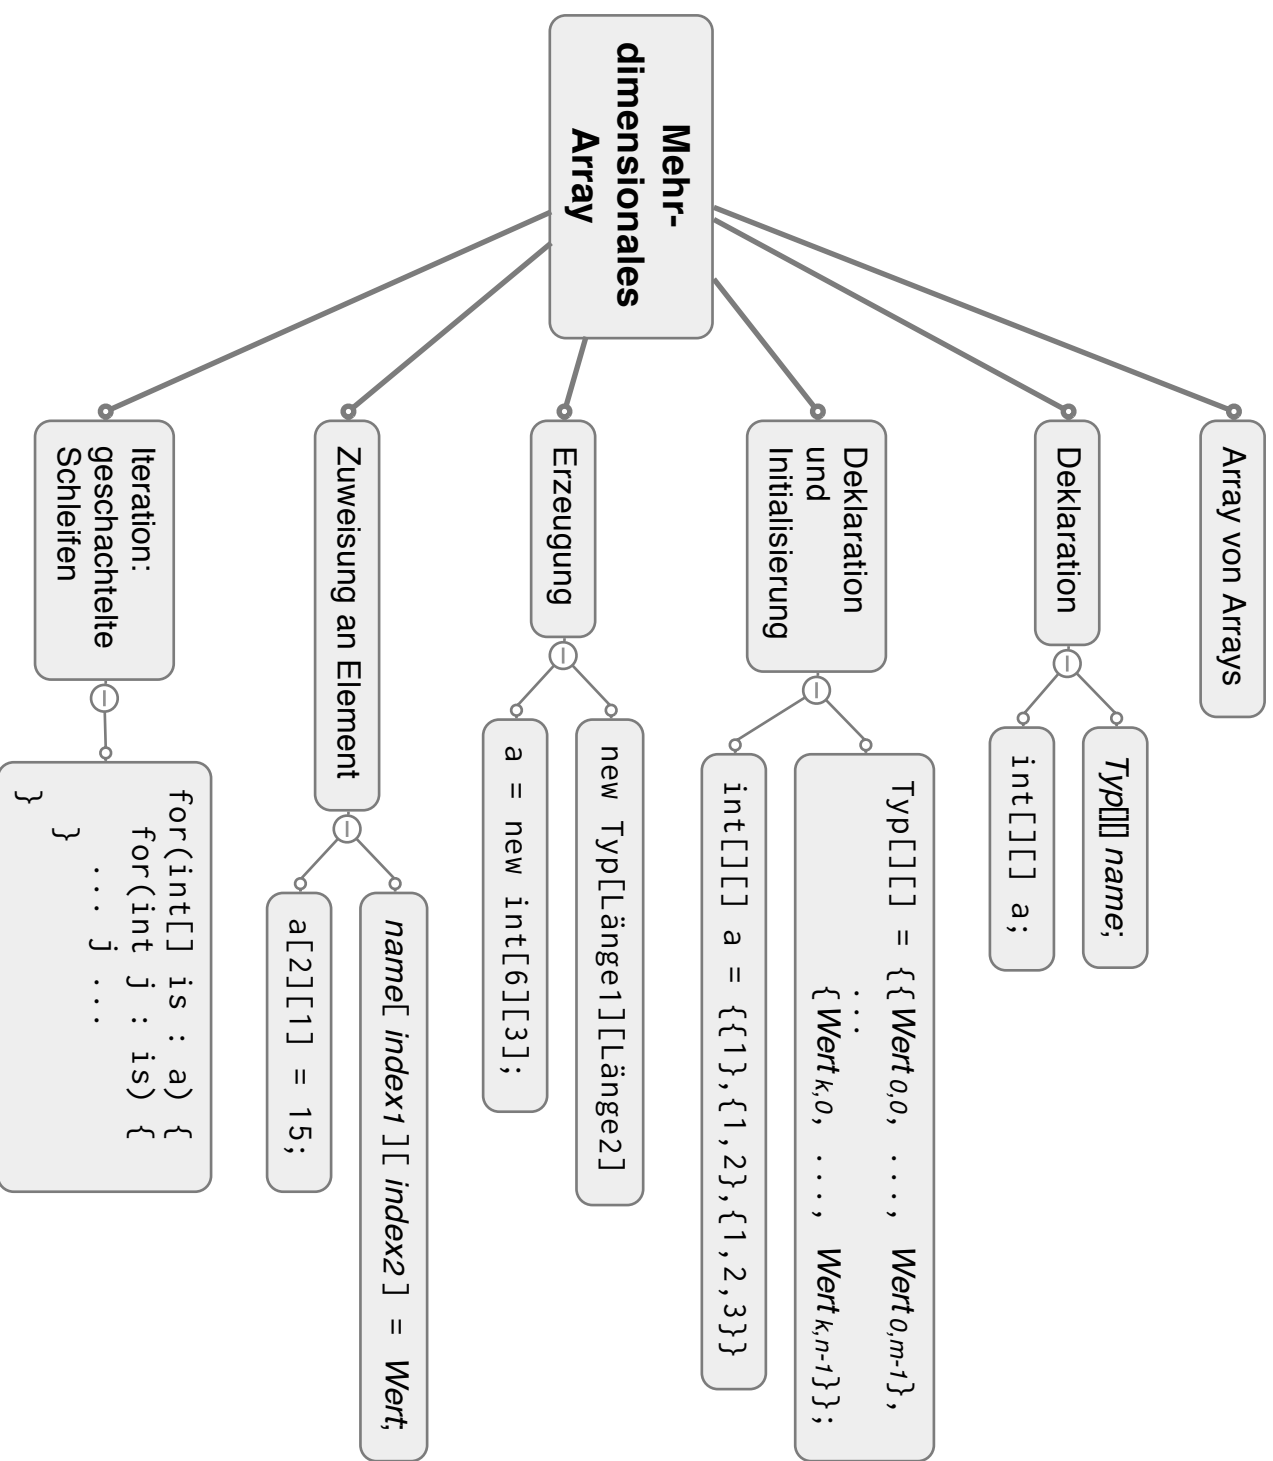 Mehr-
dimensionales
Array
Array von Arrays
Deklaration
Typ[][] name;
int[][] a;
Deklaration
und
Initialisierung
Typ[][] = {{Wert0,0, ..., Wert0,m-1},
...
{Wertk,0, ..., Wertk,n-1}};
int[][] a = {{1},{1,2},{1,2,3}}
Erzeugung
new Typ[Länge1][Länge2]
a = new int[6][3];
Zuweisung an Element
name[ index1 ][ index2 ] = Wert;
a[2][1] = 15;
Iteration:
geschachtelte
Schleifen
for(int[] is : a) {
for(int j : is) {
... j ...
}
}